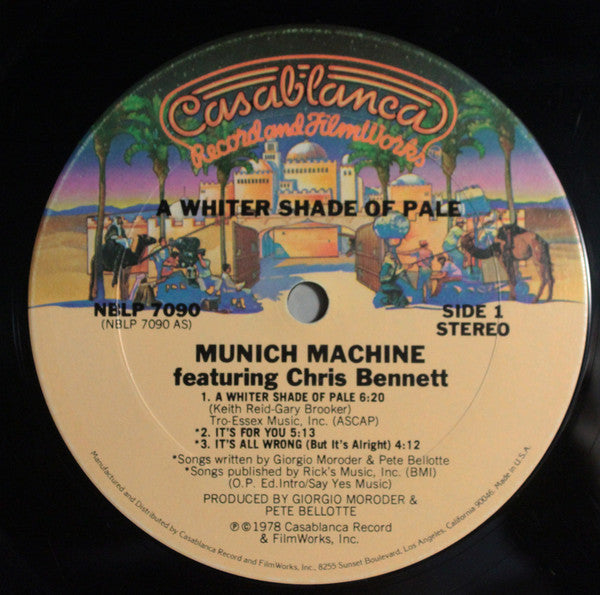 Casablanca
Record and FilmWorks
A WHITER SHADE OF PALE
NBLP 7090
(NBLP 7090 AS)
SIDE 1
STEREO
MUNICH MACHINE
featuring Chris Bennett
1. A WHITER SHADE OF PALE 6:20
(Keith Reid-Gary Brooker)
Tro-Essex Music, Inc. (ASCAP)
*2. IT'S FOR YOU 5:13
*3. IT'S ALL WRONG (But It's Alright) 4:12
*Songs written by Giorgio Moroder & Pete Bellotte
*Songs published by Rick's Music, Inc. (BMI)
(O.P. Ed.Intro/Say Yes Music)
PRODUCED BY GIORGIO MORODER &
PETE BELLOTTE
℗©1978 Casablanca Record
& FilmWorks, Inc.
Manufactured and Distributed by Casablanca Record and FilmWorks, Inc., 8255 Sunset Boulevard, Los Angeles, California 90046. Made in U.S.A.